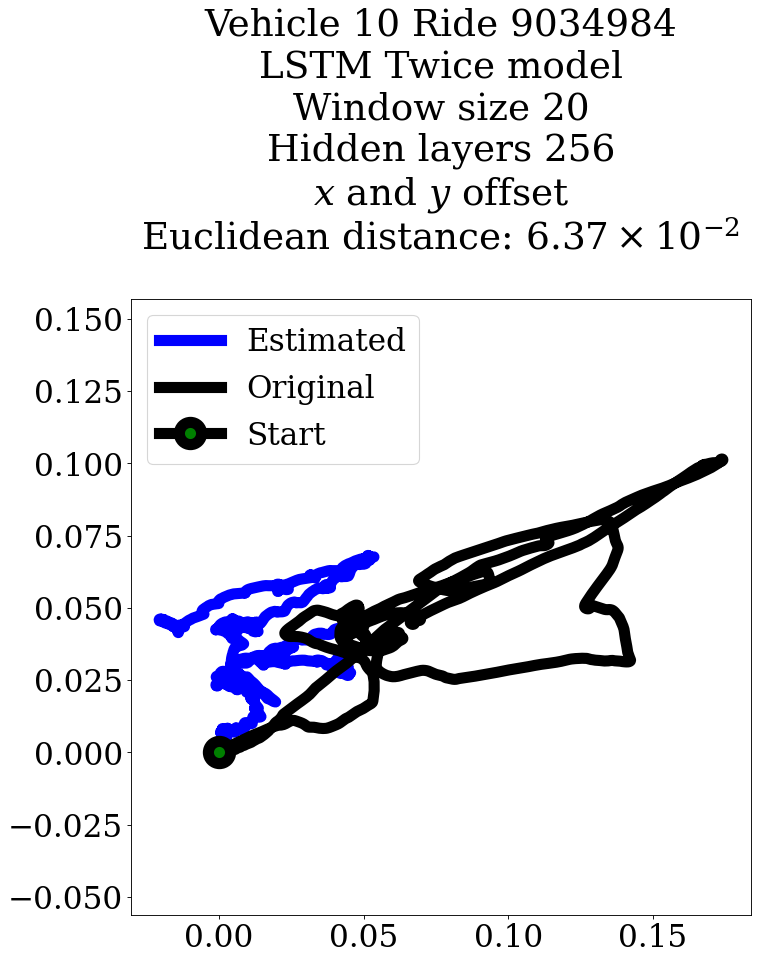 Vehicle 10 Ride 9034984
LSTM Twice model
Window size 20
Hidden layers 256
x and y offset
Euclidean distance: 6.37 × 10⁻²
Estimated
Original
Start
0.150
0.125
0.100
0.075
0.050
0.025
0.000
−0.025
−0.050
0.00 0.05 0.10 0.15